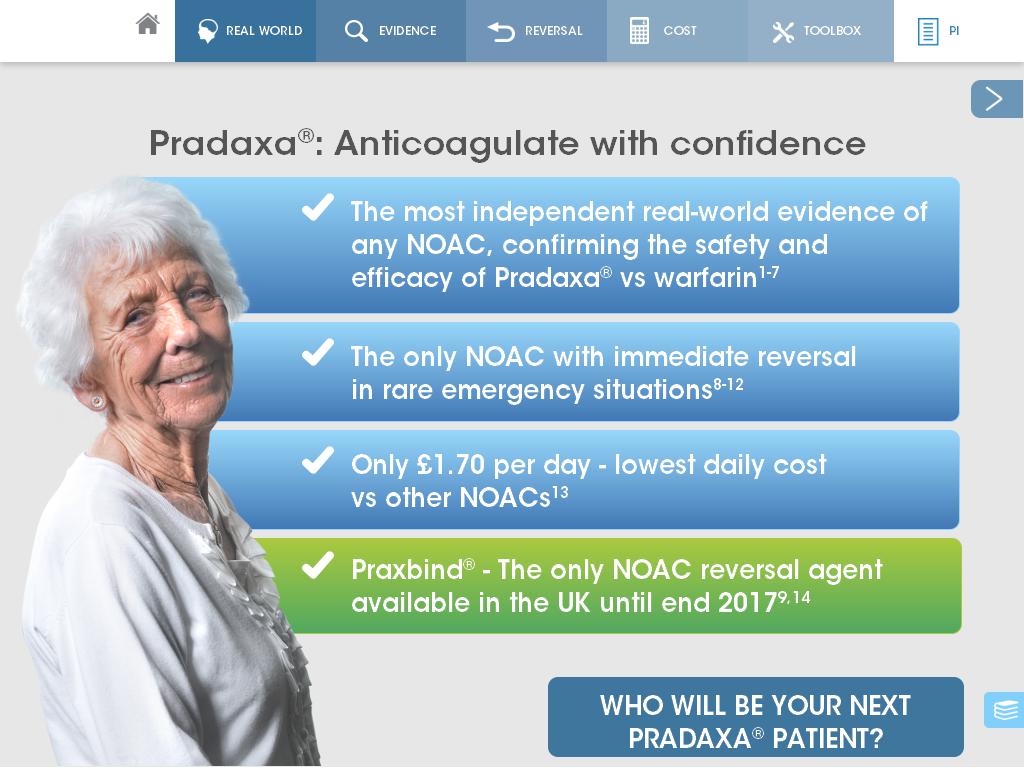 REAL WORLD
EVIDENCE
REVERSAL
COST
TOOLBOX
PI
Pradaxa®: Anticoagulate with confidence
The most independent real-world evidence of
any NOAC, confirming the safety and
efficacy of Pradaxa® vs warfarin1-7
The only NOAC with immediate reversal
in rare emergency situations8-12
Only £1.70 per day - lowest daily cost
vs other NOACs13
Praxbind® - The only NOAC reversal agent
available in the UK until end 20179,14
WHO WILL BE YOUR NEXT
PRADAXA® PATIENT?